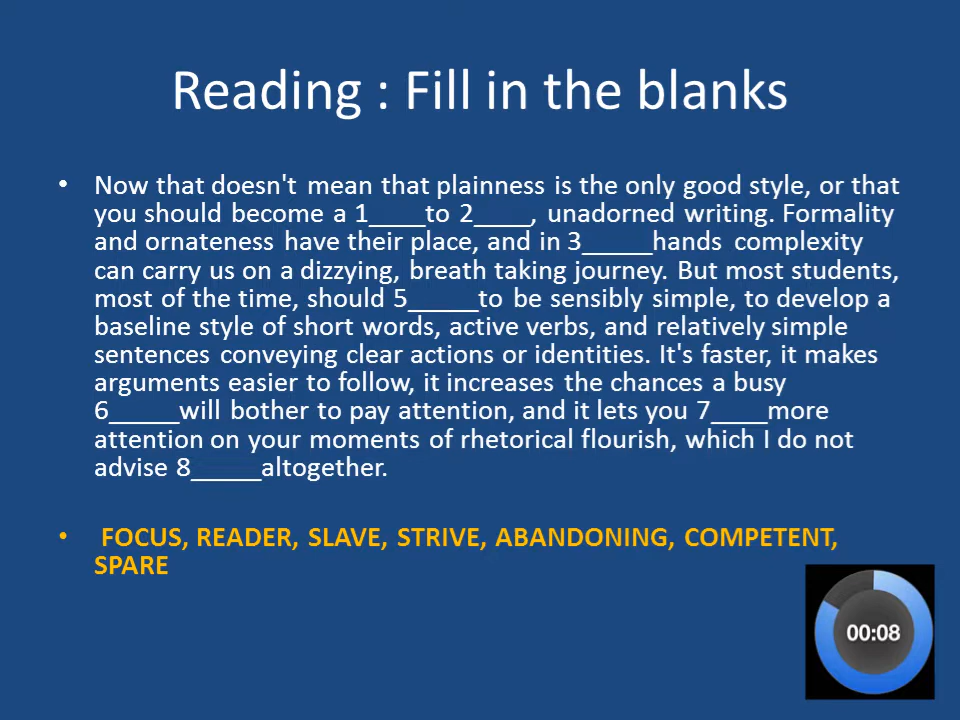 Reading : Fill in the blanks
• Now that doesn't mean that plainness is the only good style, or that
you should become a 1____to 2____, unadorned writing. Formality
and ornateness have their place, and in 3_____hands complexity
can carry us on a dizzying, breath taking journey. But most students,
most of the time, should 5_____to be sensibly simple, to develop a
baseline style of short words, active verbs, and relatively simple
sentences conveying clear actions or identities. It's faster, it makes
arguments easier to follow, it increases the chances a busy
6_____will bother to pay attention, and it lets you 7____more
attention on your moments of rhetorical flourish, which I do not
advise 8_____altogether.
• FOCUS, READER, SLAVE, STRIVE, ABANDONING, COMPETENT,
SPARE
00:08